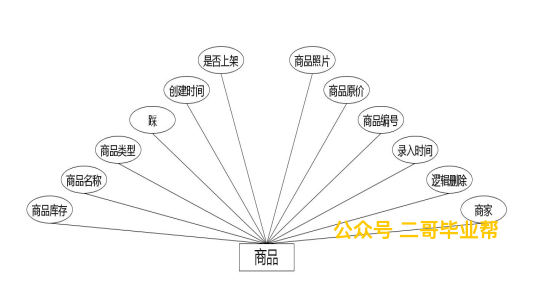 是否上架
商品照片
创建时间
商品原价
踩
商品编号
商品类型
录入时间
商品名称
逻辑删除
商品库存
商家
公众号 二哥毕业帮
商品